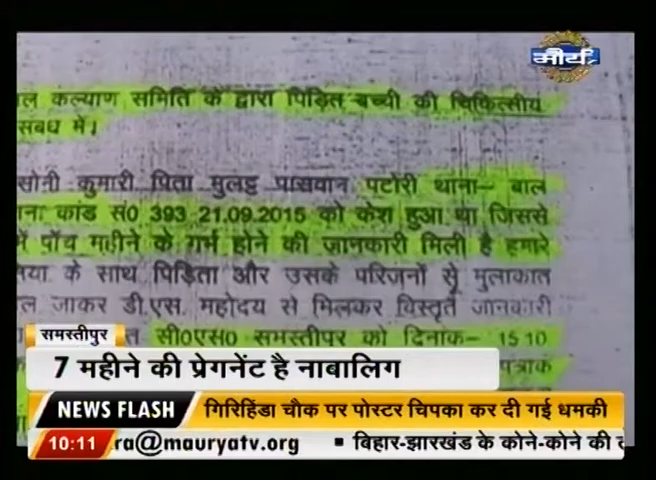 मौर्य
ल कल्याण समिति के द्वारा पिड़ित बच्ची की चिकित्सीय
संबध में।
सोनी कुमारी पिता मुलट्ठ पासवान पटोरी थाना– बाल
ना कांड सं0 393 21.09.2015 को केश हुआ था जिससे
में पाँच महीने के गर्भ होने की जानकारी मिली है हमारे
या के साथ पिड़िता और उसके परिजनों से मुलाकात
ल जाकर डी.एस. महोदय से मिलकर विस्तृत जानकारी
त सी0एस0 समस्तीपुर को दिनाक– 15 10
पत्राक
समस्तीपुर
7 महीने की प्रेगनेंट है नाबालिग
NEWS FLASH गिरिहिंडा चौक पर पोस्टर चिपका कर दी गई धमकी
10:11 ra@mauryatv.org ▪ बिहार-झारखंड के कोने-कोने की